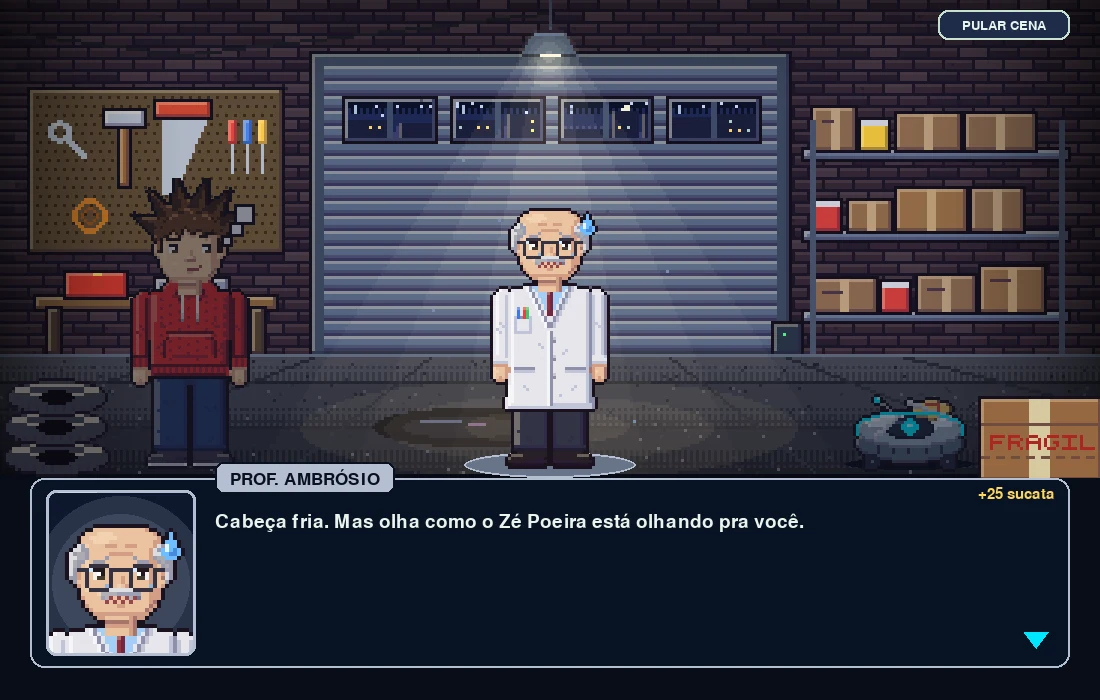 PULAR CENA
FRAGIL
PROF. AMBRÓSIO
+25 sucata
Cabeça fria. Mas olha como o Zé Poeira está olhando pra você.